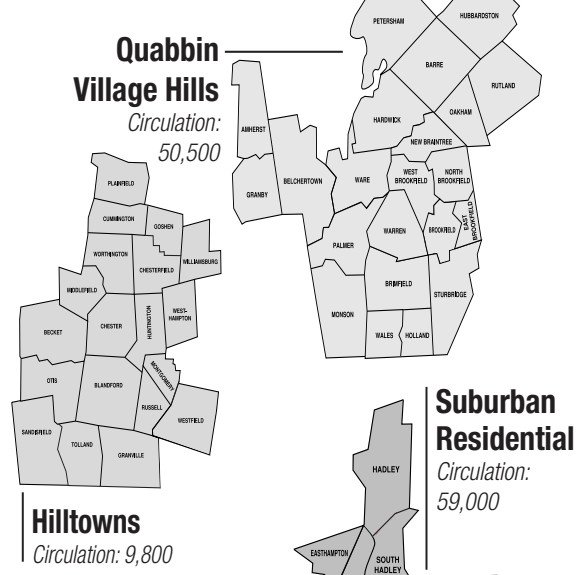 Quabbin
Village Hills
Circulation:
50,500
PETERSHAM
HUBBARDSTON
BARRE
RUTLAND
HARDWICK
OAKHAM
NEW BRAINTREE
AMHERST
GRANBY
BELCHERTOWN
WARE
WEST
BROOKFIELD
NORTH
BROOKFIELD
PALMER
WARREN
BROOKFIELD
EAST
BROOKFIELD
BRIMFIELD
STURBRIDGE
MONSON
WALES
HOLLAND
PLAINFIELD
CUMMINGTON
GOSHEN
WORTHINGTON
CHESTERFIELD
WILLIAMSBURG
MIDDLEFIELD
BECKET
CHESTER
HUNTINGTON
WEST-
HAMPTON
OTIS
BLANDFORD
MONTGOMERY
RUSSELL
WESTFIELD
SANDISFIELD
TOLLAND
GRANVILLE
Hilltowns
Circulation: 9,800
Suburban
Residential
Circulation:
59,000
HADLEY
EASTHAMPTON
SOUTH
HADLEY